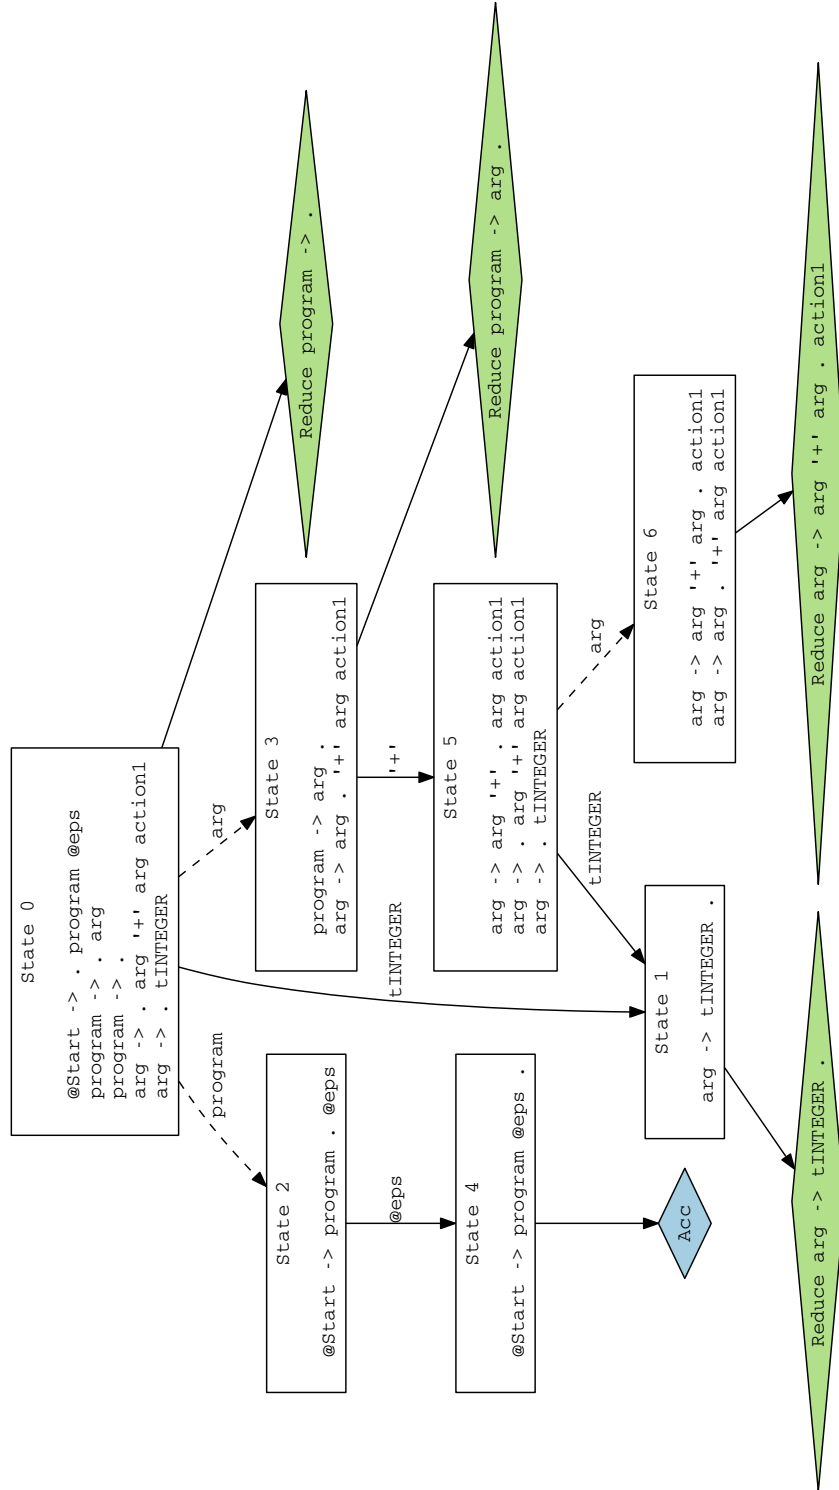 State 0
@Start -> . program @eps
program -> . arg
program -> .
arg -> . arg '+' arg action1
arg -> . tINTEGER
program
tINTEGER
arg
Reduce program -> .
State 2
@Start -> program . @eps
State 3
program -> arg .
arg -> arg . '+' arg action1
@eps
'+'
Reduce program -> arg .
State 4
@Start -> program @eps .
State 5
arg -> arg '+' . arg action1
arg -> . arg '+' arg action1
arg -> . tINTEGER
tINTEGER
arg
Acc
State 1
arg -> tINTEGER .
State 6
arg -> arg '+' arg . action1
arg -> arg . '+' arg action1
Reduce arg -> tINTEGER .
Reduce arg -> arg '+' arg . action1